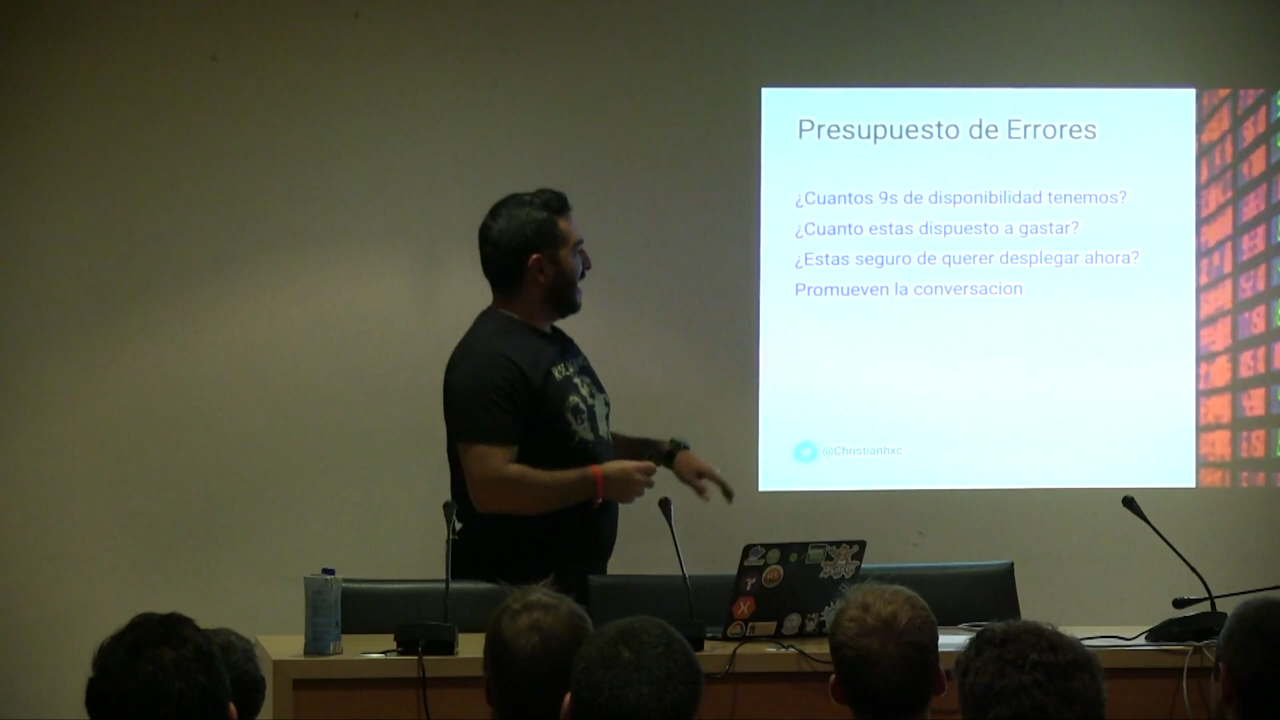 Presupuesto de Errores
¿Cuantos 9s de disponibilidad tenemos?
¿Cuanto estas dispuesto a gastar?
¿Estas seguro de querer desplegar ahora?
Promueven la conversacion
@Christianhxc